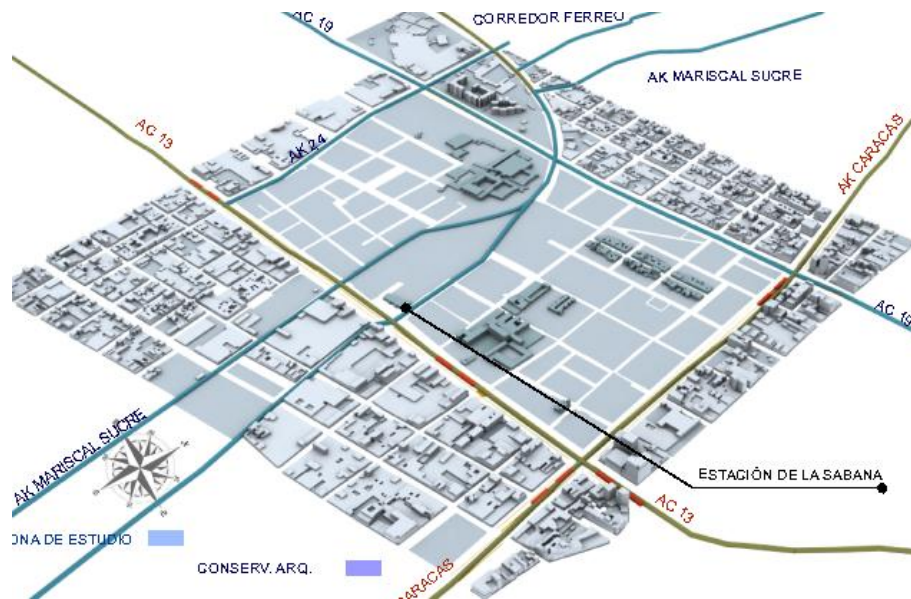 AC 19
CORREDOR FERREO
AK MARISCAL SUCRE
AC 13
AK 24
AK CARACAS
AC 19
AK MARISCAL SUCRE
ESTACIÓN DE LA SABANA
AC 13
ONA DE ESTUDIO
CONSERV. ARQ.
CARACAS